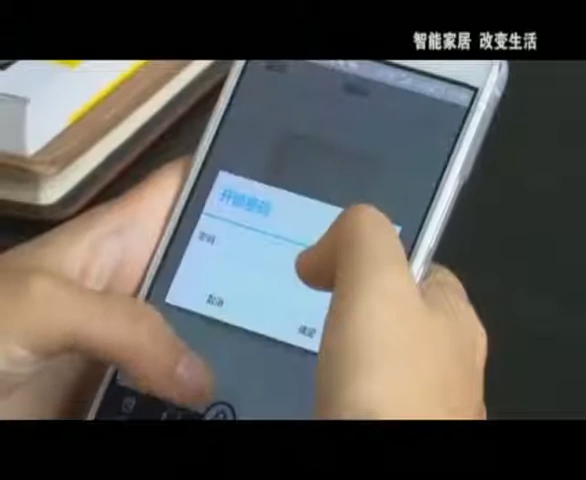 智能家居 改变生活
开锁密码
密码
取消
确定